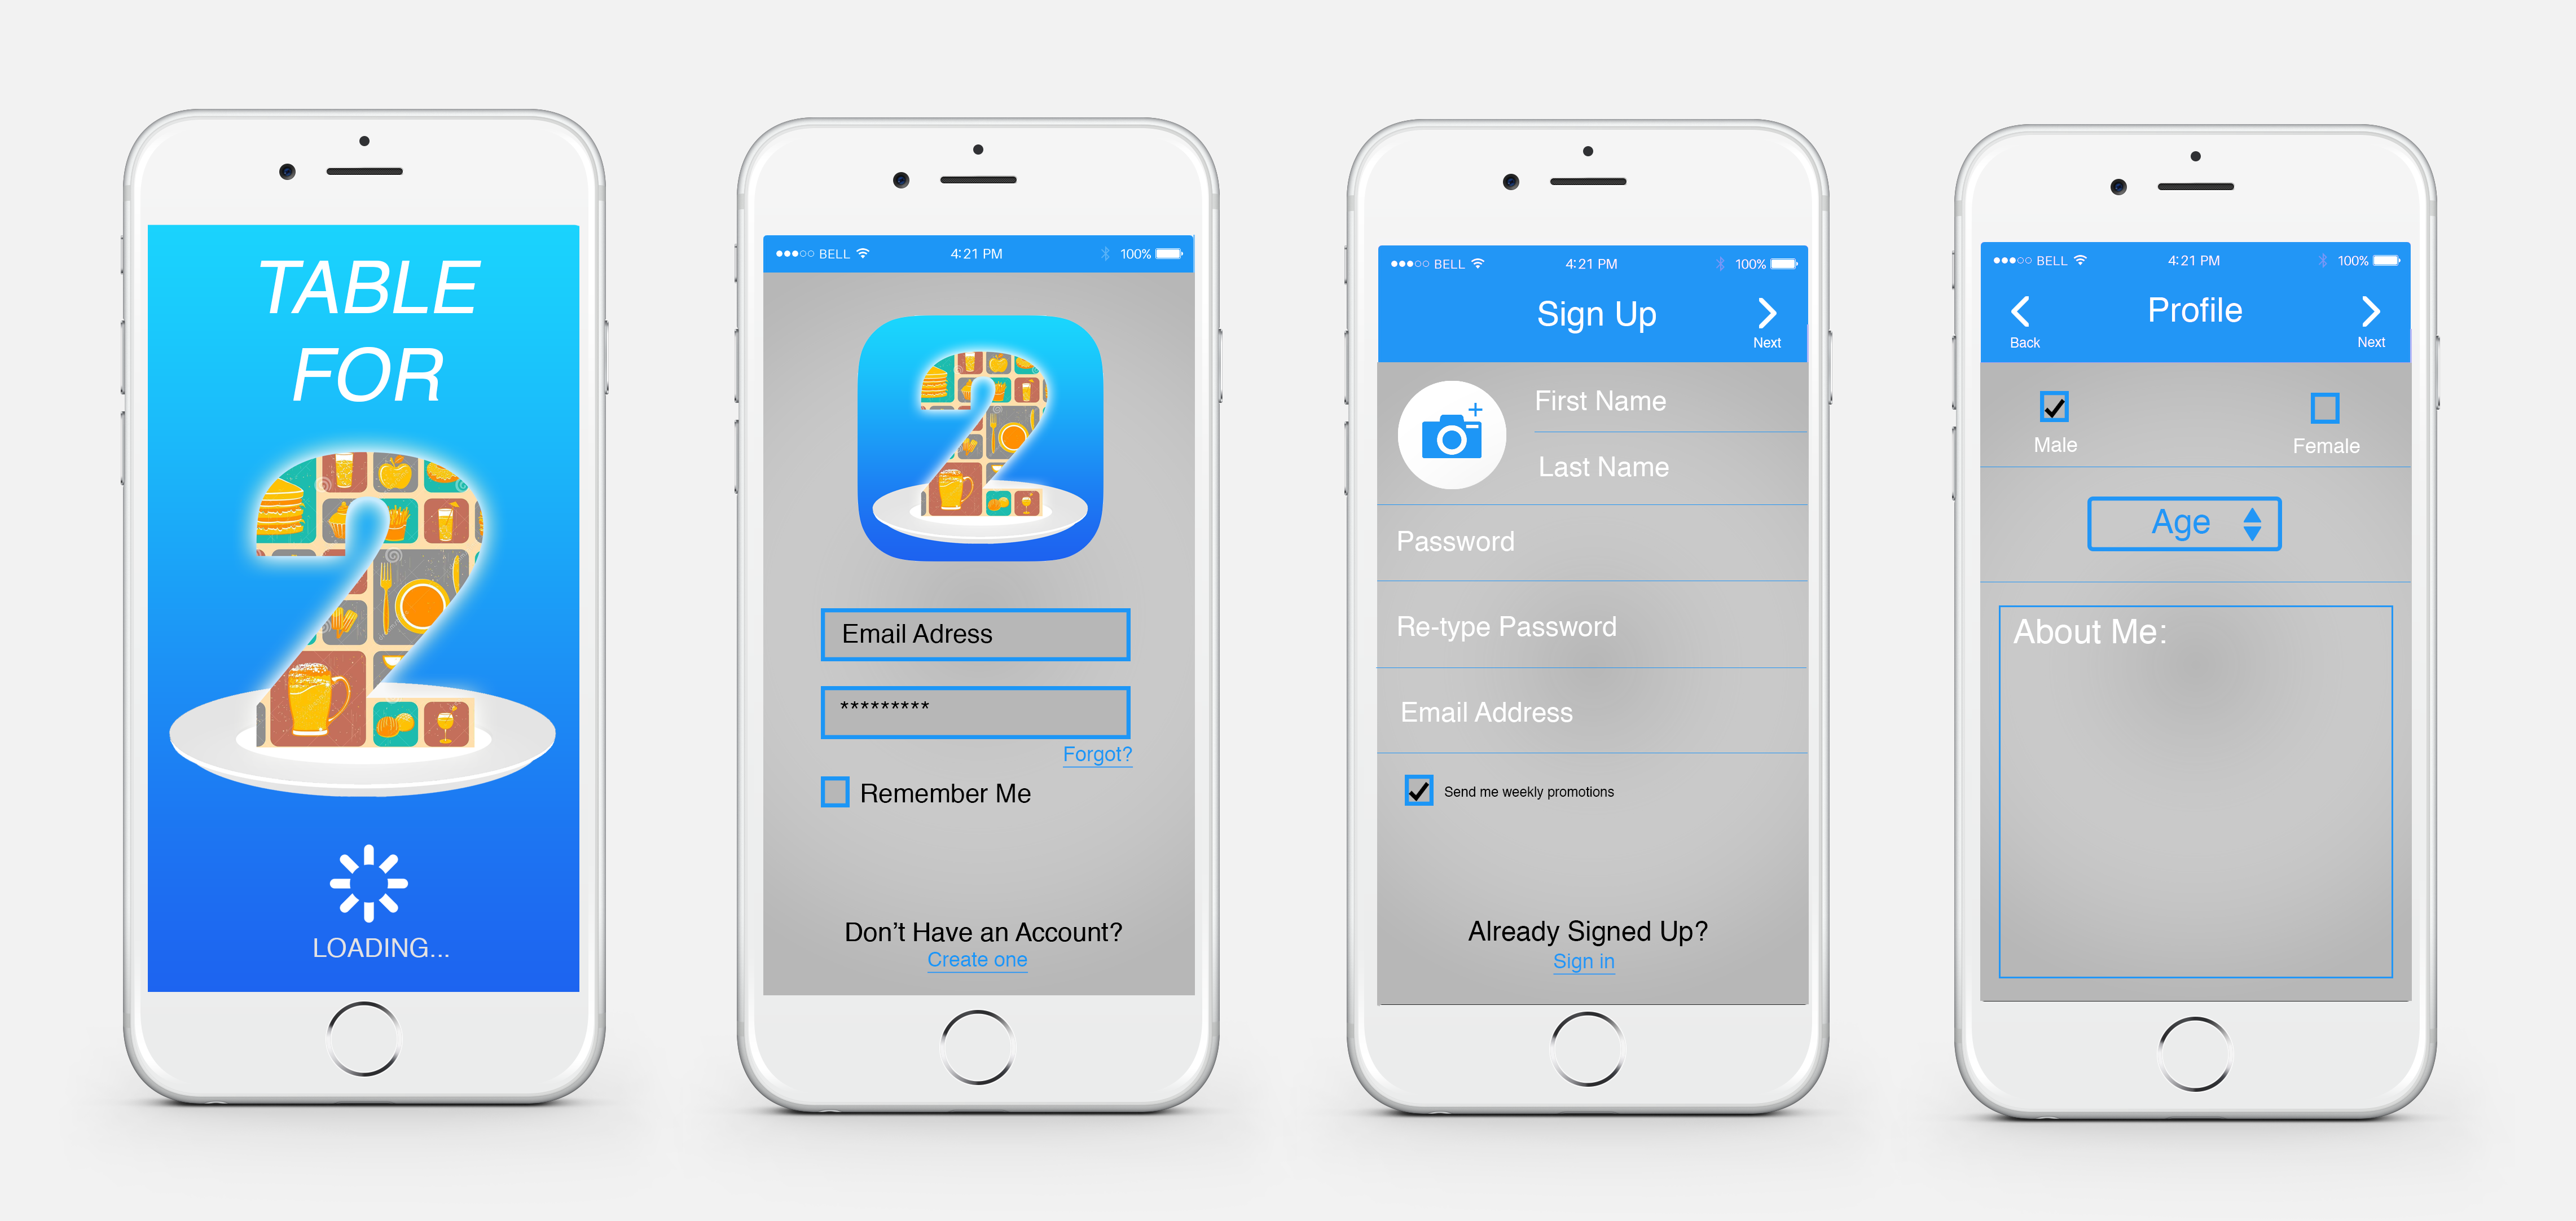 TABLE
FOR
2
LOADING...
BELL 4:21 PM 100%
2
Email Adress
*********
Forgot?
Remember Me
Don't Have an Account?
Create one
BELL 4:21 PM 100%
Sign Up
Next
First Name
Last Name
Password
Re-type Password
Email Address
Send me weekly promotions
Already Signed Up?
Sign in
BELL 4:21 PM 100%
Profile
Back Next
Male Female
Age
About Me: